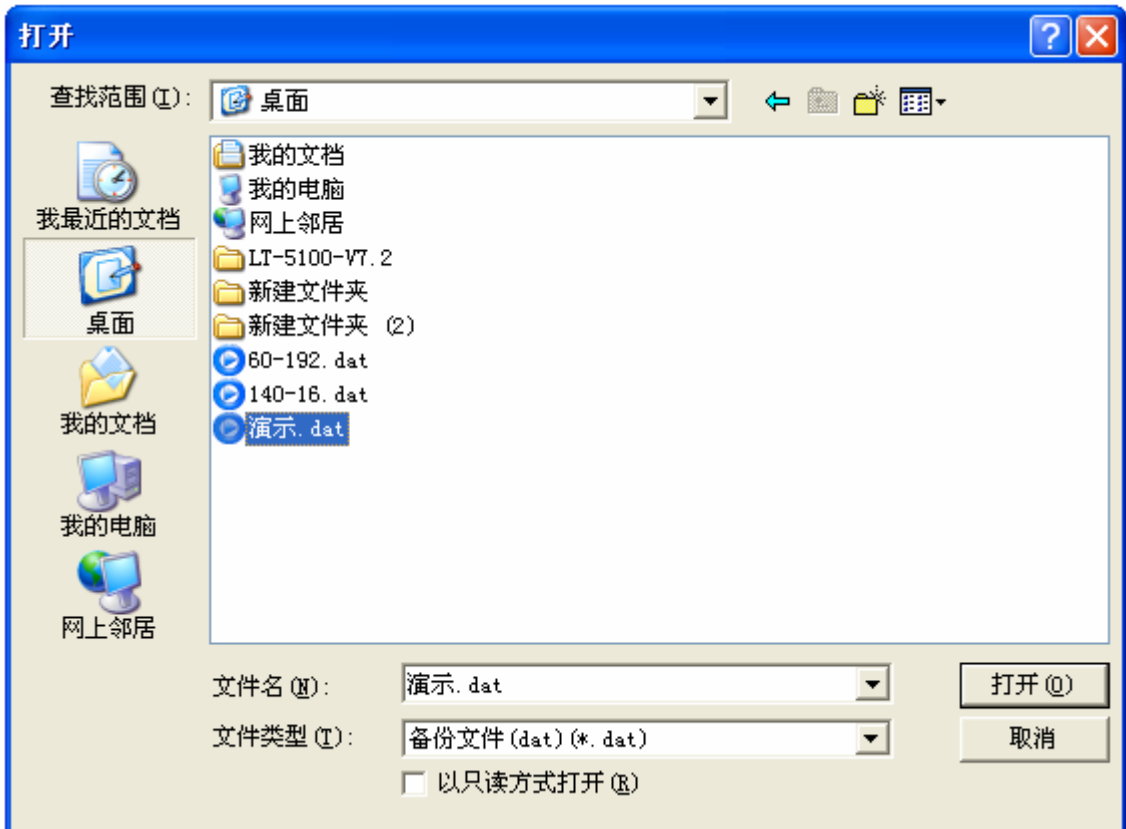 打开
查找范围(I): 桌面
我最近的文档
桌面
我的文档
我的电脑
网上邻居
我的文档
我的电脑
网上邻居
LT-5100-V7.2
新建文件夹
新建文件夹 (2)
60-192.dat
140-16.dat
演示.dat
文件名(N): 演示.dat 打开(O)
文件类型(T): 备份文件(dat)(*.dat) 取消
以只读方式打开(R)